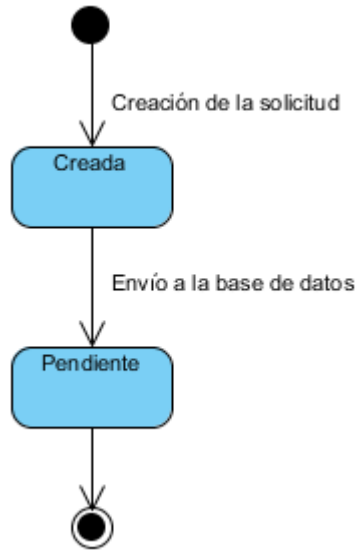 Creación de la solicitud
Creada
Envío a la base de datos
Pendiente